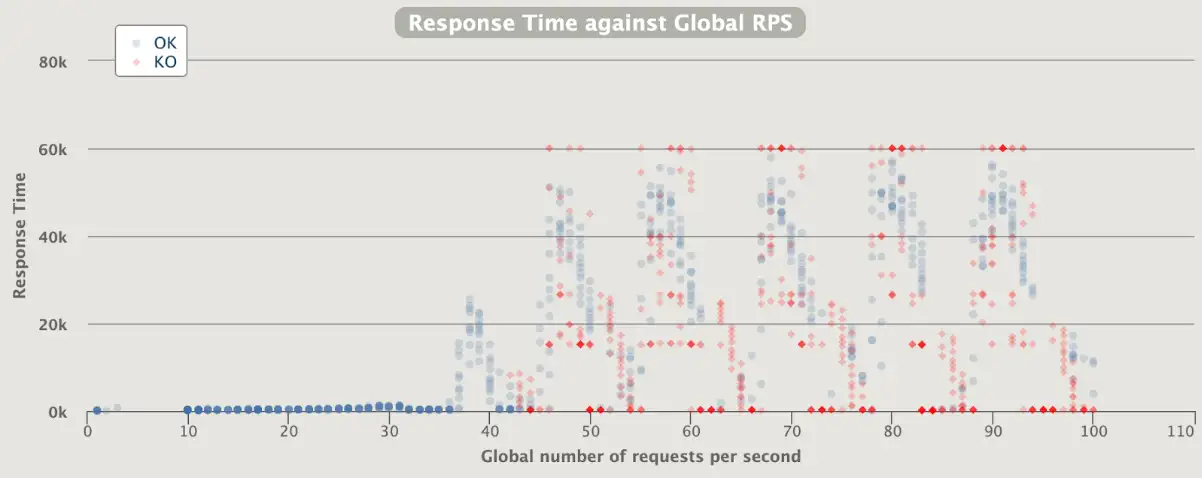 Response Time against Global RPS
OK
KO
80k
60k
40k
20k
0k
Response Time
0 10 20 30 40 50 60 70 80 90 100 110
Global number of requests per second